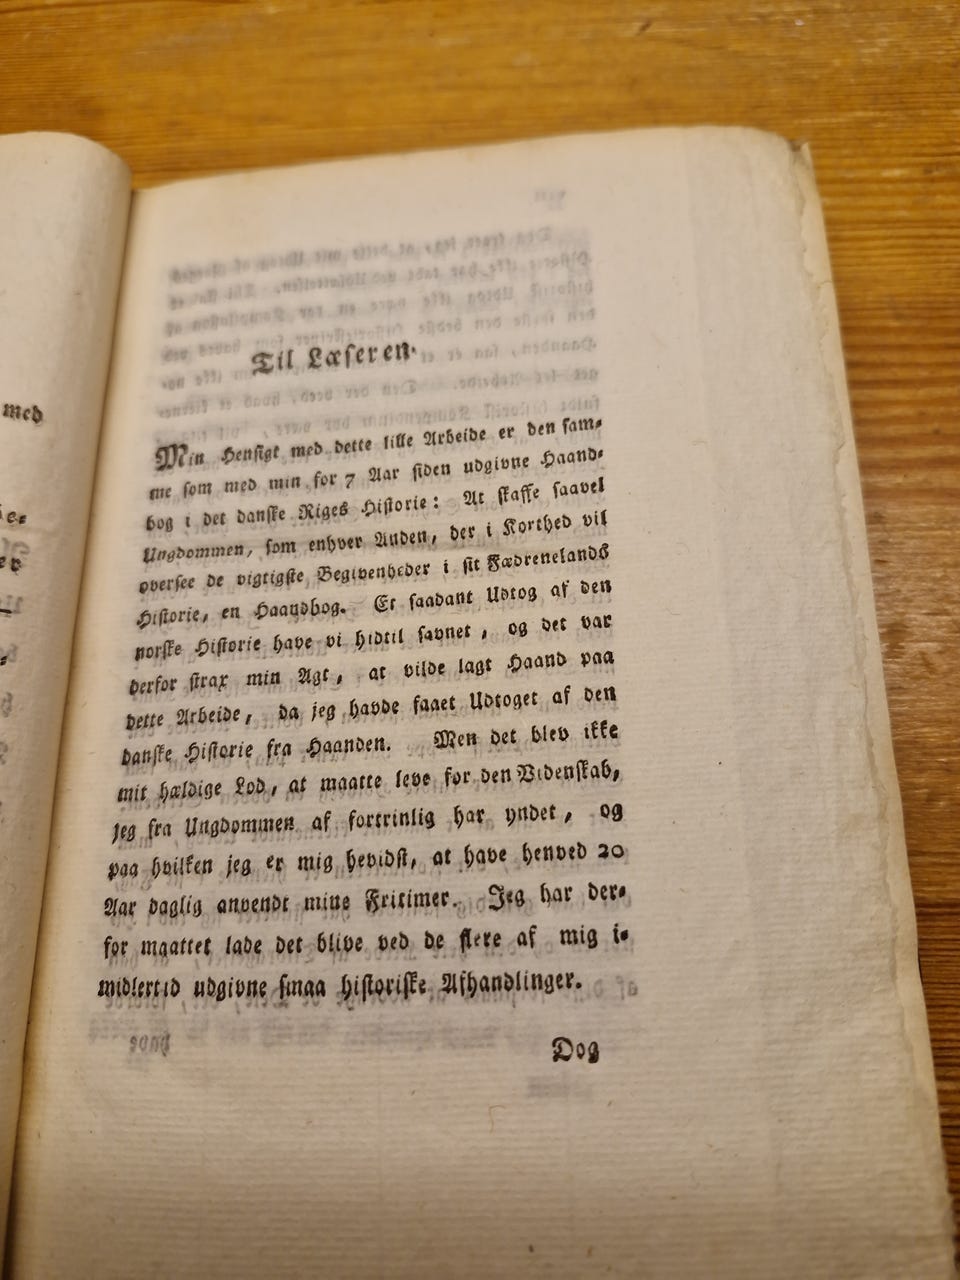 med
Til Læseren.
Min Hensigt med dette lille Arbeide er den sam-
me som med min for 7 Aar siden udgivne Haand-
bog i det danske Riges Historie: At skaffe saavel
Ungdommen, som enhver Anden, der i Korthed vil
oversee de vigtigste Begivenheder i sit Fædrenelands
Historie, en Haandbog. Et saadant Udtog af den
norske Historie have vi hidtil savnet, og det var
derfor strax min Agt, at vilde lagt Haand paa
dette Arbeide, da jeg havde faaet Udtoget af den
danske Historie fra Haanden. Men det blev ikke
mit hældige Lod, at maatte leve for den Videnskab,
jeg fra Ungdommen af fortrinlig har yndet, og
paa hvilken jeg er mig bevidst, at have henved 20
Aar daglig anvendt mine Fritimer. Jeg har der-
for maattet lade det blive ved de flere af mig i-
midlertid udgivne smaa historiske Afhandlinger.
Dog